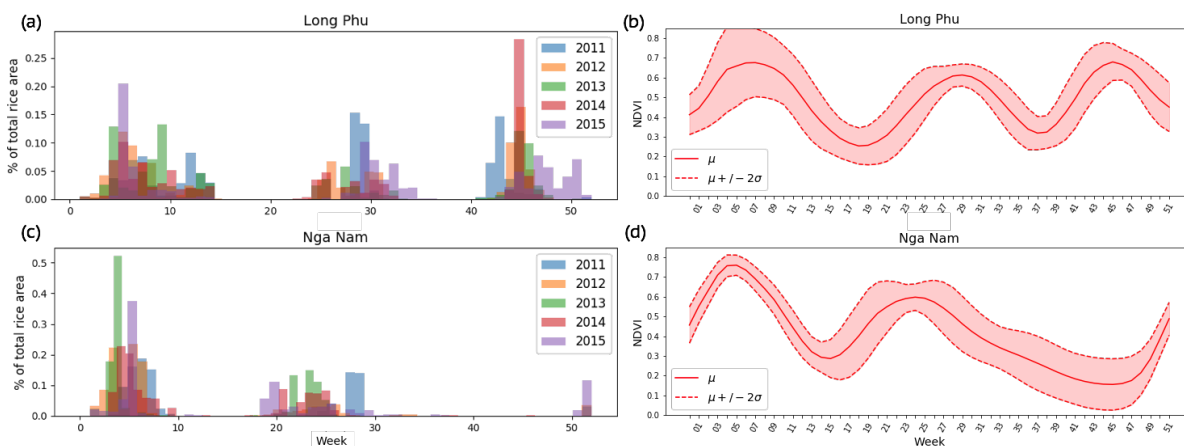 (a)
Long Phu
% of total rice area
0.25
0.20
0.15
0.10
0.05
0.00
0 10 20 30 40 50
2011
2012
2013
2014
2015
(b)
Long Phu
NDVI
0.8
0.7
0.6
0.5
0.4
0.3
0.2
0.1
0.0
μ
μ+/−2σ
01 03 05 07 09 11 13 15 17 19 21 23 25 27 29 31 33 35 37 39 41 43 45 47 49 51
(c)
Nga Nam
% of total rice area
0.5
0.4
0.3
0.2
0.1
0.0
0 10 20 30 40 50
Week
2011
2012
2013
2014
2015
(d)
Nga Nam
NDVI
0.8
0.7
0.6
0.5
0.4
0.3
0.2
0.1
0.0
μ
μ+/−2σ
01 03 05 07 09 11 13 15 17 19 21 23 25 27 29 31 33 35 37 39 41 43 45 47 49 51
Week